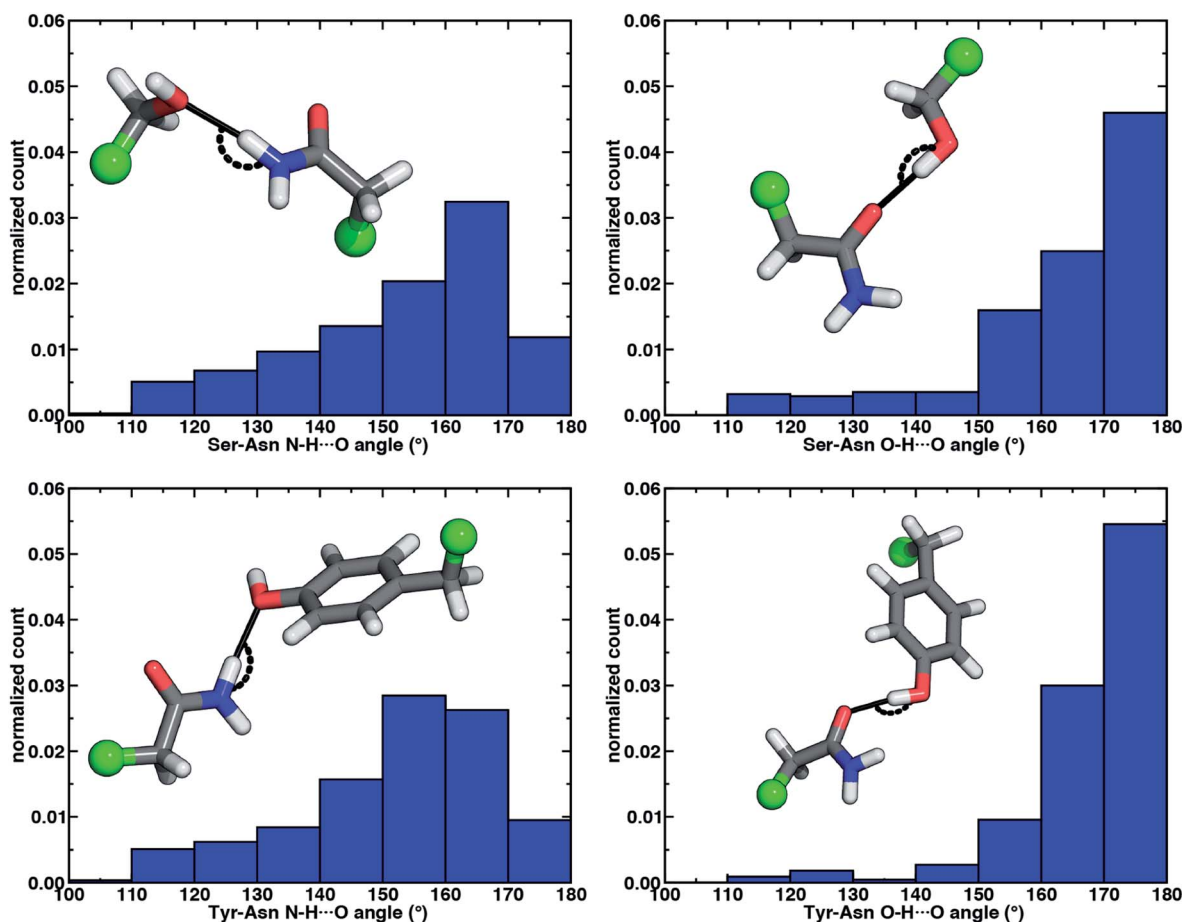 0.06
0.05
0.04
0.03
0.02
0.01
0.00
normalized count
100 110 120 130 140 150 160 170 180
Ser-Asn N-H···O angle (°)
0.06
0.05
0.04
0.03
0.02
0.01
0.00
normalized count
100 110 120 130 140 150 160 170 180
Ser-Asn O-H···O angle (°)
0.06
0.05
0.04
0.03
0.02
0.01
0.00
normalized count
100 110 120 130 140 150 160 170 180
Tyr-Asn N-H···O angle (°)
0.06
0.05
0.04
0.03
0.02
0.01
0.00
normalized count
100 110 120 130 140 150 160 170 180
Tyr-Asn O-H···O angle (°)